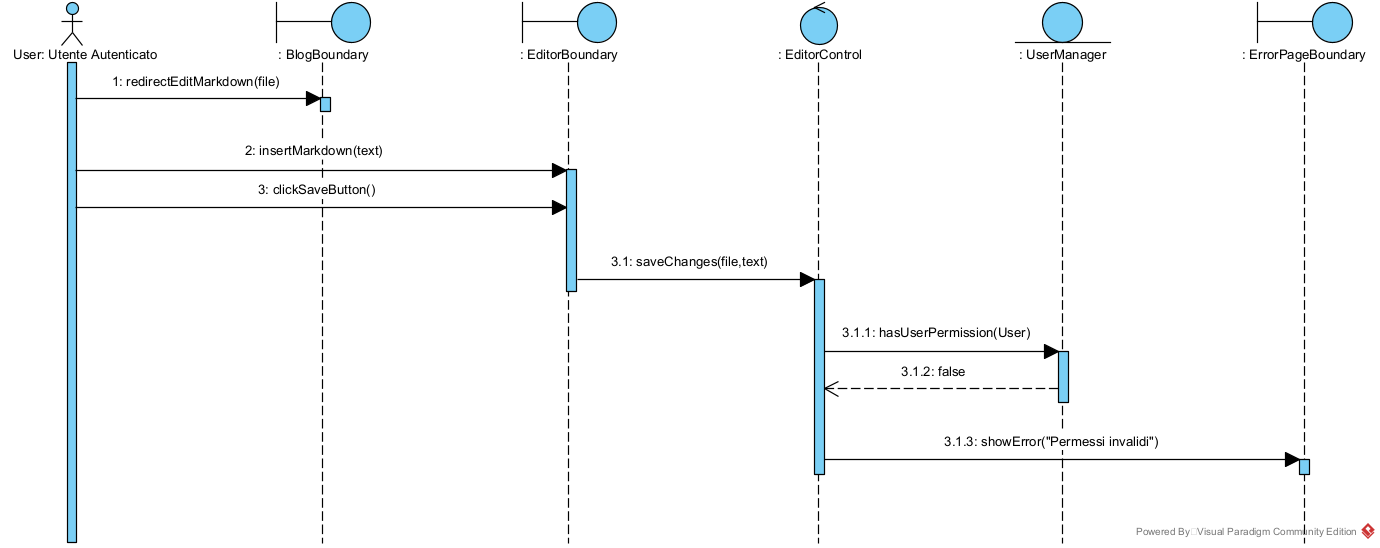 User: Utente Autenticato
: BlogBoundary
: EditorBoundary
: EditorControl
: UserManager
: ErrorPageBoundary
1: redirectEditMarkdown(file)
2: insertMarkdown(text)
3: clickSaveButton()
3.1: saveChanges(file,text)
3.1.1: hasUserPermission(User)
3.1.2: false
3.1.3: showError("Permessi invalidi")
Powered By Visual Paradigm Community Edition